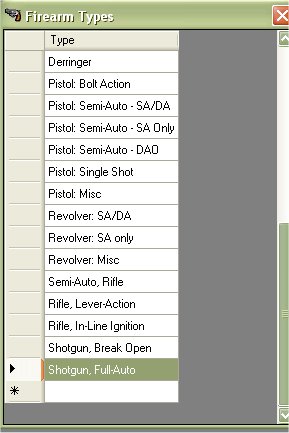 Firearm Types
Type
Derringer
Pistol: Bolt Action
Pistol: Semi-Auto - SA/DA
Pistol: Semi-Auto - SA Only
Pistol: Semi-Auto - DAO
Pistol: Single Shot
Pistol: Misc
Revolver: SA/DA
Revolver: SA only
Revolver: Misc
Semi-Auto, Rifle
Rifle, Lever-Action
Rifle, In-Line Ignition
Shotgun, Break Open
Shotgun, Full-Auto